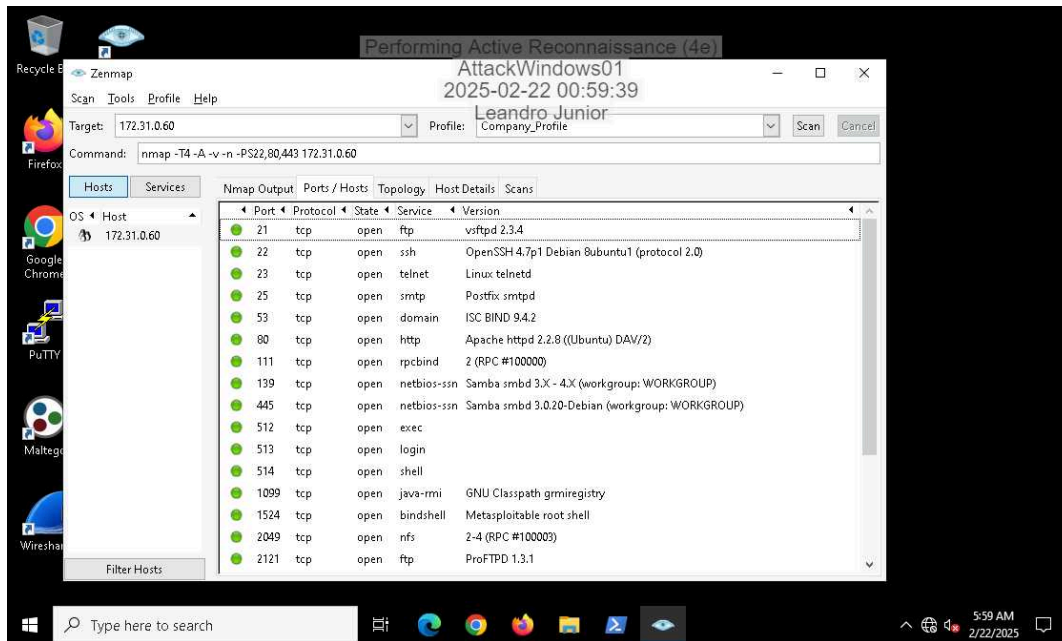 Performing Active Reconnaissance (4e)
AttackWindows01
2025-02-22 00:59:39
Leandro Junior
Recycle B
Zenmap
Scan Tools Profile Help
Target: 172.31.0.60 Profile: Company_Profile Scan Cancel
Command: nmap -T4 -A -v -n -PS22,80,443 172.31.0.60
Firefox
Hosts Services Nmap Output Ports / Hosts Topology Host Details Scans
OS Host Port Protocol State Service Version
172.31.0.60
21 tcp open ftp vsftpd 2.3.4
22 tcp open ssh OpenSSH 4.7p1 Debian 8ubuntu1 (protocol 2.0)
Google
Chrome
23 tcp open telnet Linux telnetd
25 tcp open smtp Postfix smtpd
53 tcp open domain ISC BIND 9.4.2
80 tcp open http Apache httpd 2.2.8 ((Ubuntu) DAV/2)
PuTTY
111 tcp open rpcbind 2 (RPC #100000)
139 tcp open netbios-ssn Samba smbd 3.X - 4.X (workgroup: WORKGROUP)
445 tcp open netbios-ssn Samba smbd 3.0.20-Debian (workgroup: WORKGROUP)
512 tcp open exec
Maltego
513 tcp open login
514 tcp open shell
1099 tcp open java-rmi GNU Classpath grmiregistry
1524 tcp open bindshell Metasploitable root shell
Wireshar
2049 tcp open nfs 2-4 (RPC #100003)
2121 tcp open ftp ProFTPD 1.3.1
Filter Hosts
Type here to search
5:59 AM
2/22/2025